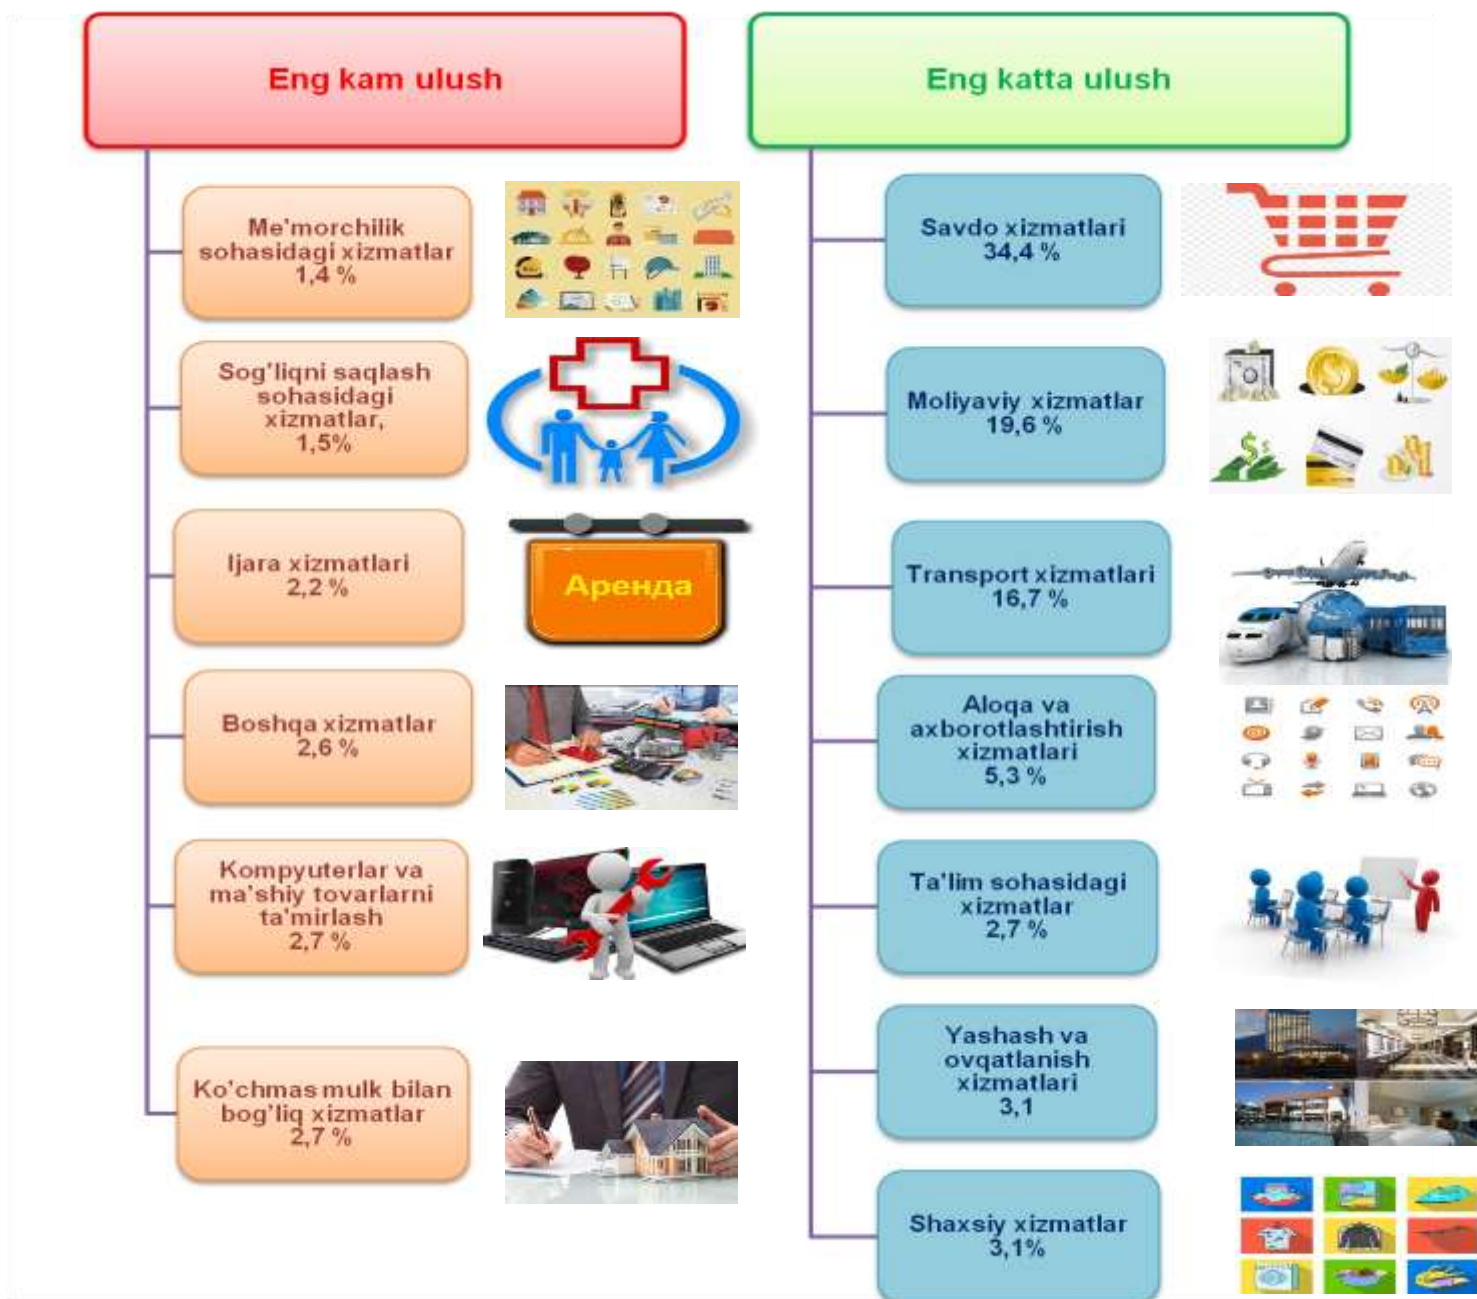 Eng kam ulush
Me'morchilik
sohasidagi xizmatlar
1,4 %
Sog'liqni saqlash
sohasidagi
xizmatlar,
1,5%
Ijara xizmatlari
2,2 %
Аренда
Boshqa xizmatlar
2,6 %
Kompyuterlar va
ma'shiy tovarlarni
ta'mirlash
2,7 %
Ko'chmas mulk bilan
bog'liq xizmatlar
2,7 %
Eng katta ulush
Savdo xizmatlari
34,4 %
Moliyaviy xizmatlar
19,6 %
Transport xizmatlari
16,7 %
Aloqa va
axborotlashtirish
xizmatlari
5,3 %
Ta'lim sohasidagi
xizmatlar
2,7 %
Yashash va
ovqatlanish
xizmatlari
3,1
Shaxsiy xizmatlar
3,1%